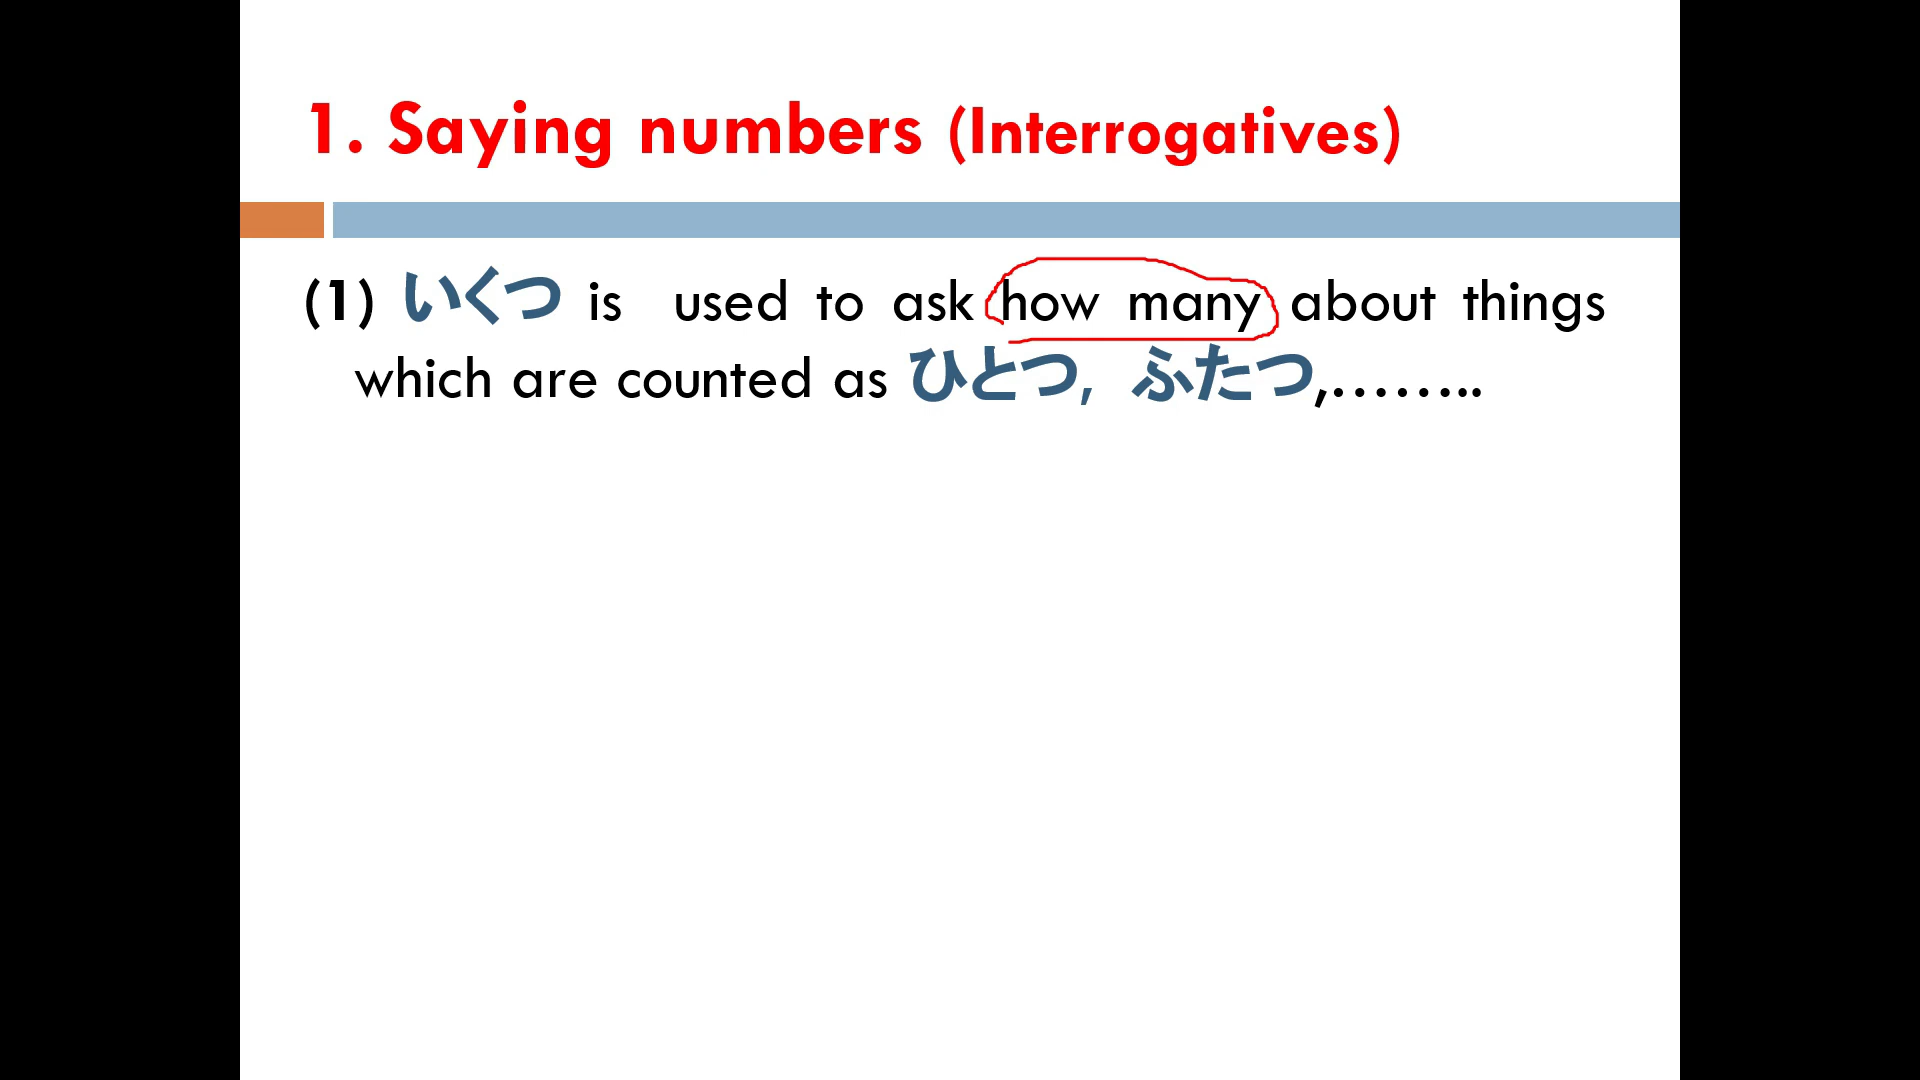 1. Saying numbers (Interrogatives)
(1) いくつ is used to ask how many about things
which are counted as ひとつ, ふたつ,........